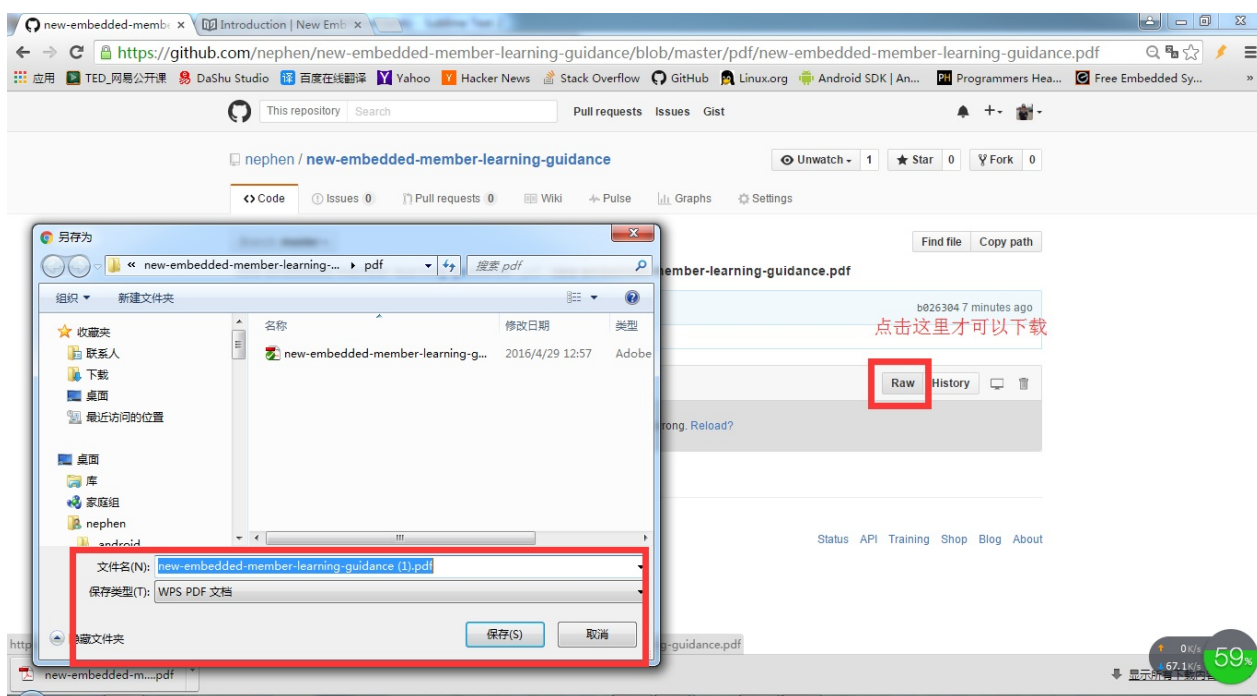 new-embedded-membe
Introduction | New Emb
https://github.com/nephen/new-embedded-member-learning-guidance/blob/master/pdf/new-embedded-member-learning-guidance.pdf
应用 TED_网易公开课 DaShu Studio 百度在线翻译 Yahoo Hacker News Stack Overflow GitHub Linux.org Android SDK | An... Programmers Hea... Free Embedded Sy... »
This repository Search Pull requests Issues Gist
nephen / new-embedded-member-learning-guidance Unwatch 1 Star 0 Fork 0
Code Issues 0 Pull requests 0 Wiki Pulse Graphs Settings
另存为
Find file Copy path
« new-embedded-member-learning-... pdf 搜索 pdf
ember-learning-guidance.pdf
组织 新建文件夹
b026304 7 minutes ago
点击这里才可以下载
名称 修改日期 类型
收藏夹
联系人
下载
桌面
最近访问的位置
new-embedded-member-learning-g... 2016/4/29 12:57 Adobe
Raw History
rong. Reload?
桌面
库
家庭组
nephen
android
Status API Training Shop Blog About
文件名(N): new-embedded-member-learning-guidance (1).pdf
保存类型(T): WPS PDF 文档
隐藏文件夹 保存(S) 取消
http
g-guidance.pdf
new-embedded-m....pdf
0K/s
67.1K/s
59%
显示所有下载内